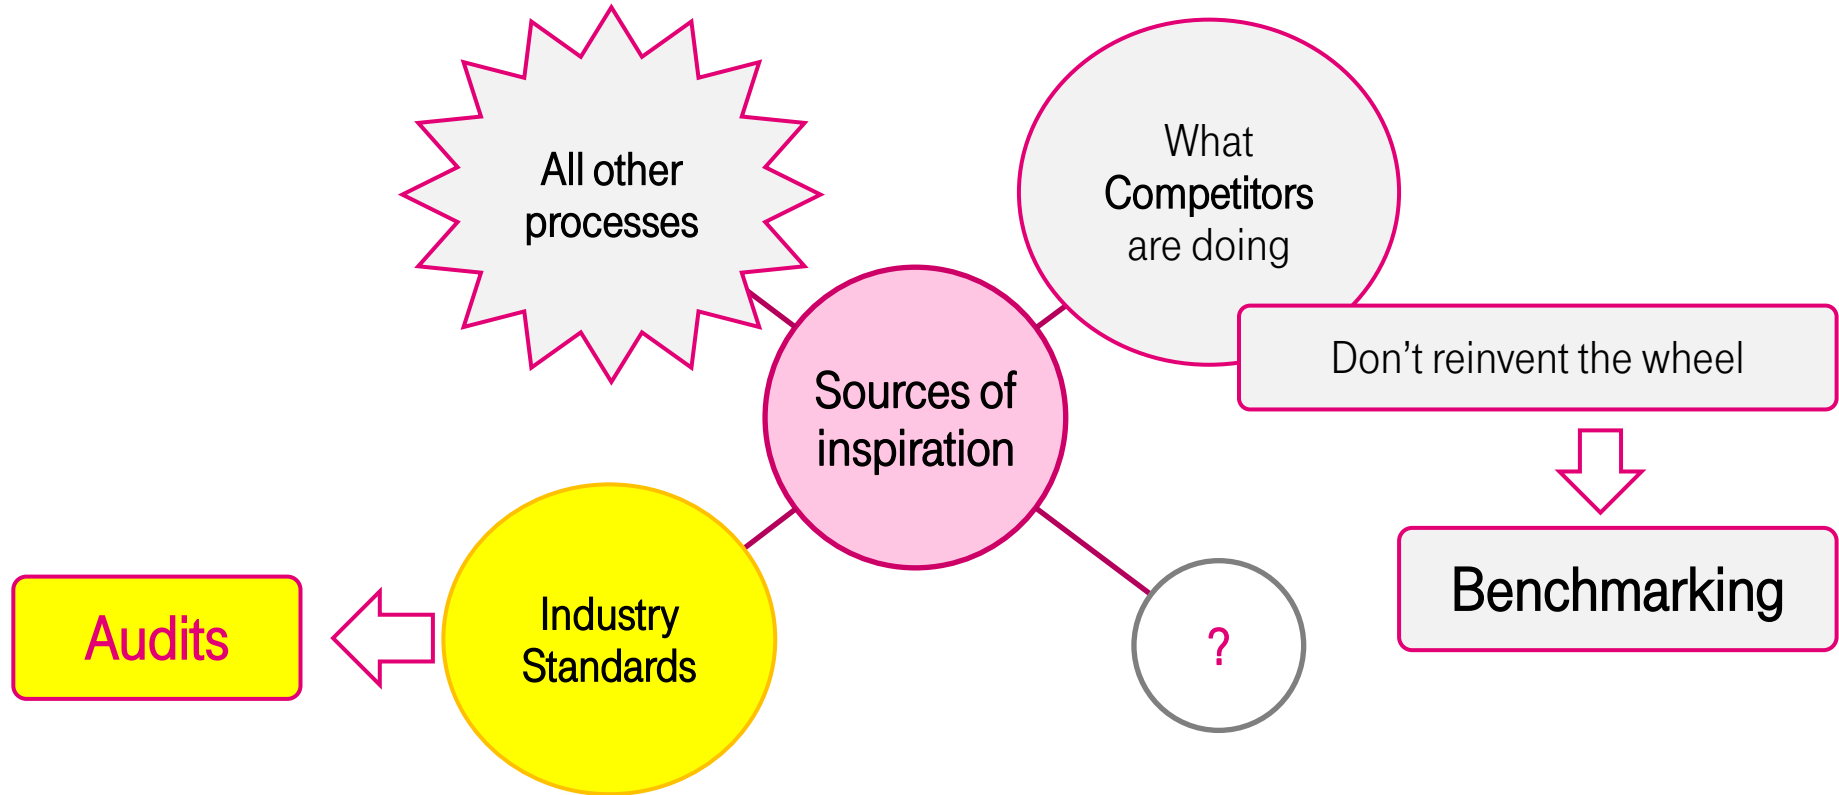 All other
processes
What
Competitors
are doing
Don’t reinvent the wheel
Sources of
inspiration
Benchmarking
Industry
Standards
Audits
?